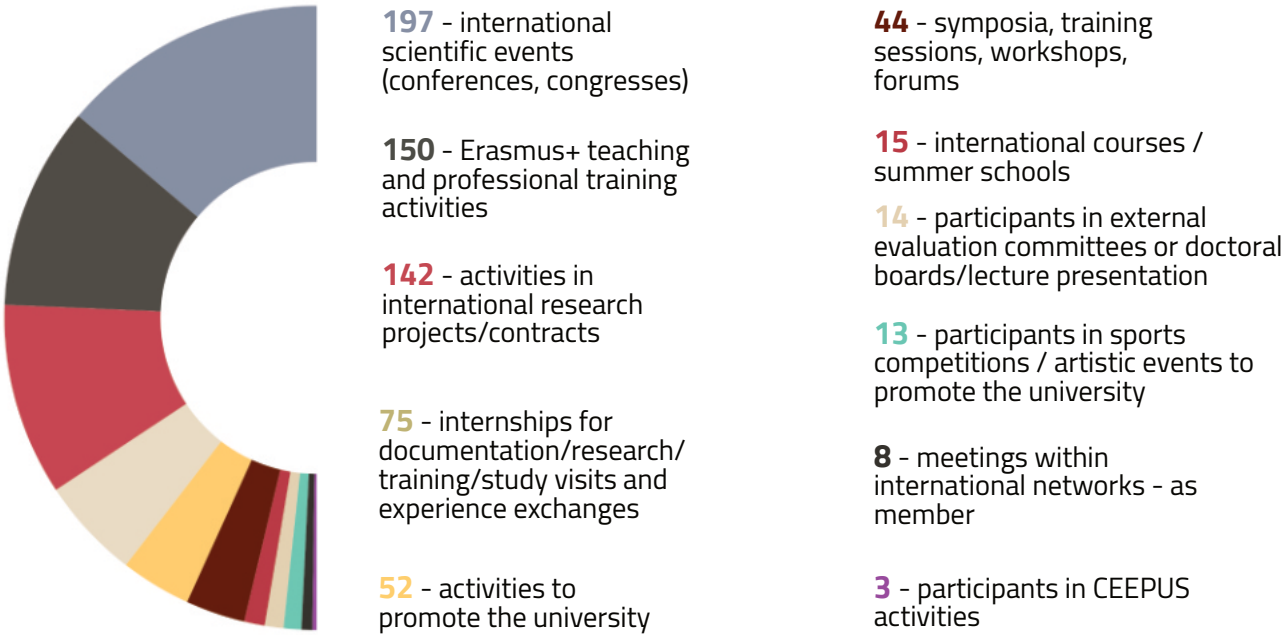 197 - international
scientific events
(conferences, congresses)
150 - Erasmus+ teaching
and professional training
activities
142 - activities in
international research
projects/contracts
75 - internships for
documentation/research/
training/study visits and
experience exchanges
52 - activities to
promote the university
44 - symposia, training
sessions, workshops,
forums
15 - international courses /
summer schools
14 - participants in external
evaluation committees or doctoral
boards/lecture presentation
13 - participants in sports
competitions / artistic events to
promote the university
8 - meetings within
international networks - as
member
3 - participants in CEEPUS
activities